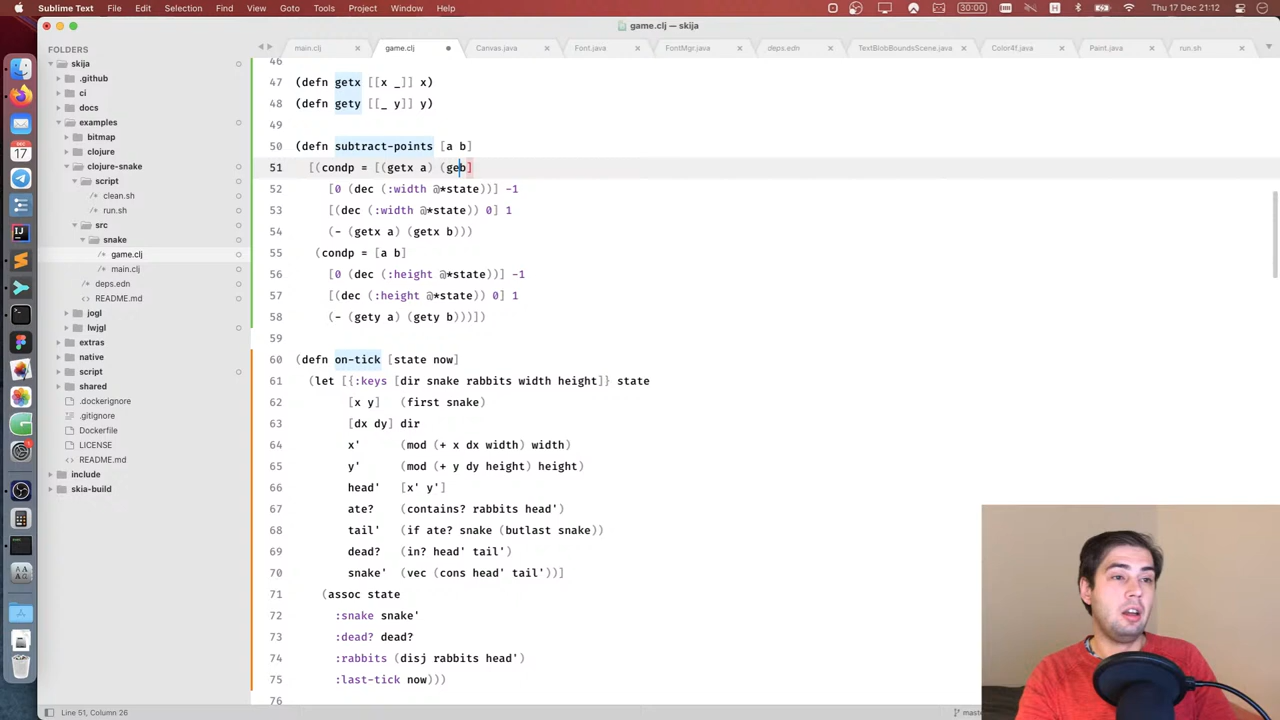 Sublime Text File Edit Selection Find View Goto Tools Project Window Help Thu 17 Dec 21:12
game.clj — skija
FOLDERS
skija
.github
ci
docs
examples
bitmap
clojure
clojure-snake
script
clean.sh
run.sh
src
snake
game.clj
main.clj
deps.edn
README.md
jogl
lwjgl
extras
native
script
shared
.dockerignore
.gitignore
Dockerfile
LICENSE
README.md
include
skia-build
main.clj game.clj Canvas.java Font.java FontMgr.java deps.edn TextBlobBoundsScene.java Color4f.java Paint.java run.sh
46
47 (defn getx [[x _]] x)
48 (defn gety [[_ y]] y)
49
50 (defn subtract-points [a b]
51 [(condp = [(getx a) (geb]
52 [0 (dec (:width @*state))] -1
53 [(dec (:width @*state)) 0] 1
54 (- (getx a) (getx b)))
55 (condp = [a b]
56 [0 (dec (:height @*state))] -1
57 [(dec (:height @*state)) 0] 1
58 (- (gety a) (gety b)))])
59
60 (defn on-tick [state now]
61 (let [{:keys [dir snake rabbits width height]} state
62 [x y] (first snake)
63 [dx dy] dir
64 x' (mod (+ x dx width) width)
65 y' (mod (+ y dy height) height)
66 head' [x' y']
67 ate? (contains? rabbits head')
68 tail' (if ate? snake (butlast snake))
69 dead? (in? head' tail')
70 snake' (vec (cons head' tail'))]
71 (assoc state
72 :snake snake'
73 :dead? dead?
74 :rabbits (disj rabbits head')
75 :last-tick now)))
76
Line 51, Column 26